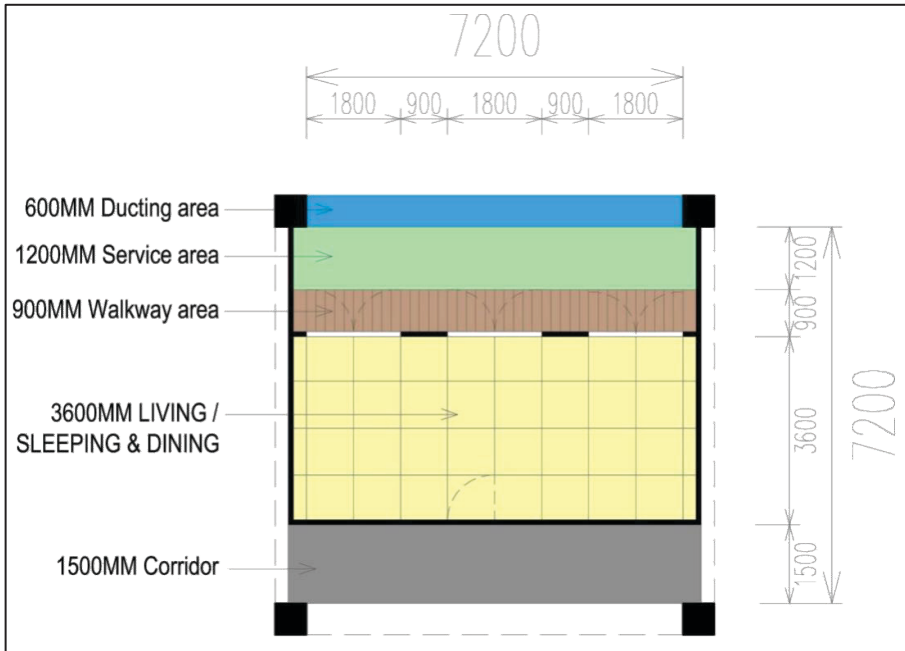 7200
1800 900 1800 900 1800
600MM Ducting area
1200MM Service area
900MM Walkway area
3600MM LIVING /
SLEEPING & DINING
1500MM Corridor
1200
900
3600
1500
7200